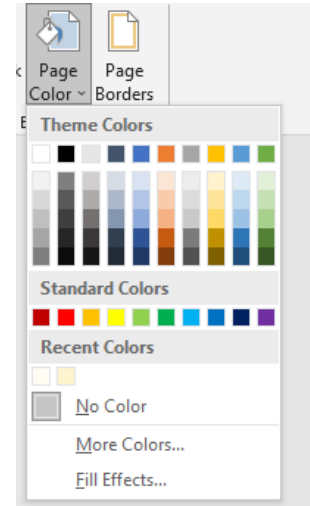 Page Page
Color Borders
Theme Colors
Standard Colors
Recent Colors
No Color
More Colors...
Fill Effects...